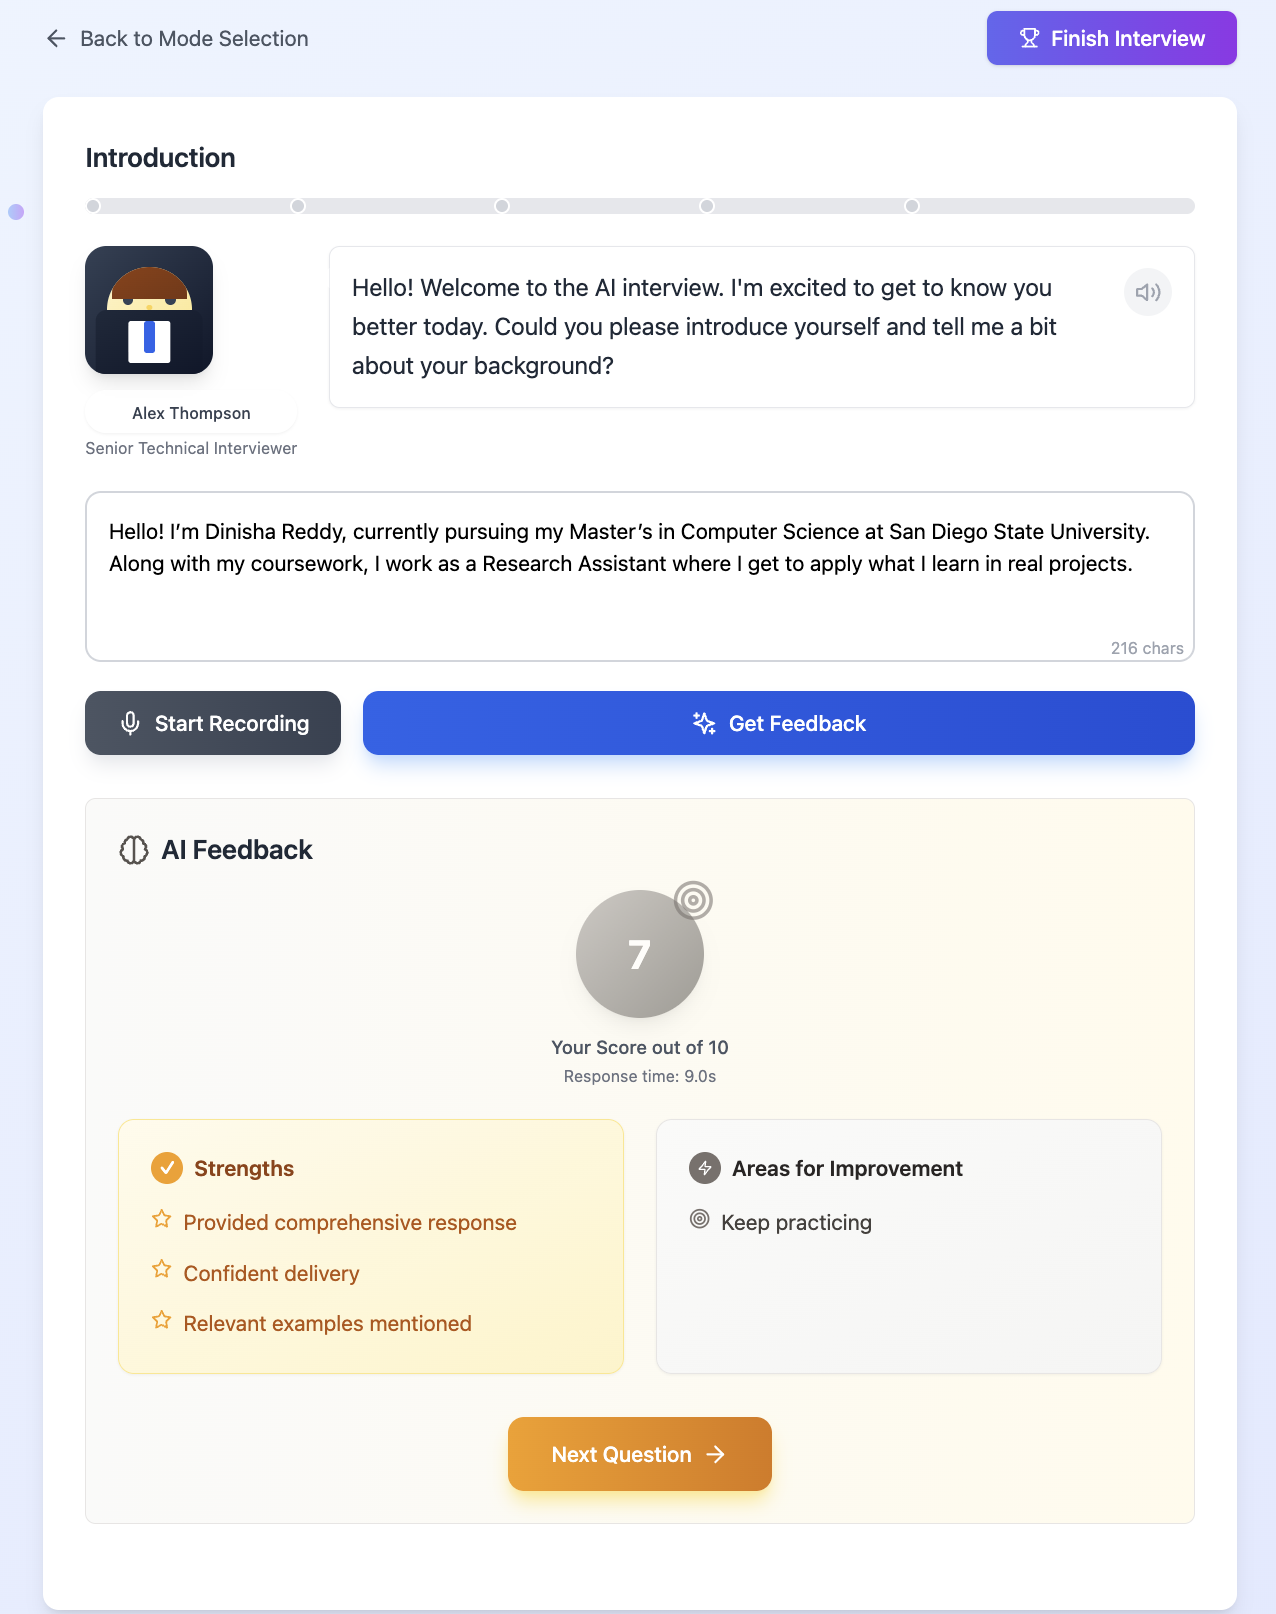 Back to Mode Selection
Finish Interview
Introduction
Hello! Welcome to the AI interview. I'm excited to get to know you
better today. Could you please introduce yourself and tell me a bit
about your background?
Alex Thompson
Senior Technical Interviewer
Hello! I’m Dinisha Reddy, currently pursuing my Master’s in Computer Science at San Diego State University.
Along with my coursework, I work as a Research Assistant where I get to apply what I learn in real projects.
216 chars
Start Recording
Get Feedback
AI Feedback
7
Your Score out of 10
Response time: 9.0s
Strengths
Provided comprehensive response
Confident delivery
Relevant examples mentioned
Areas for Improvement
Keep practicing
Next Question